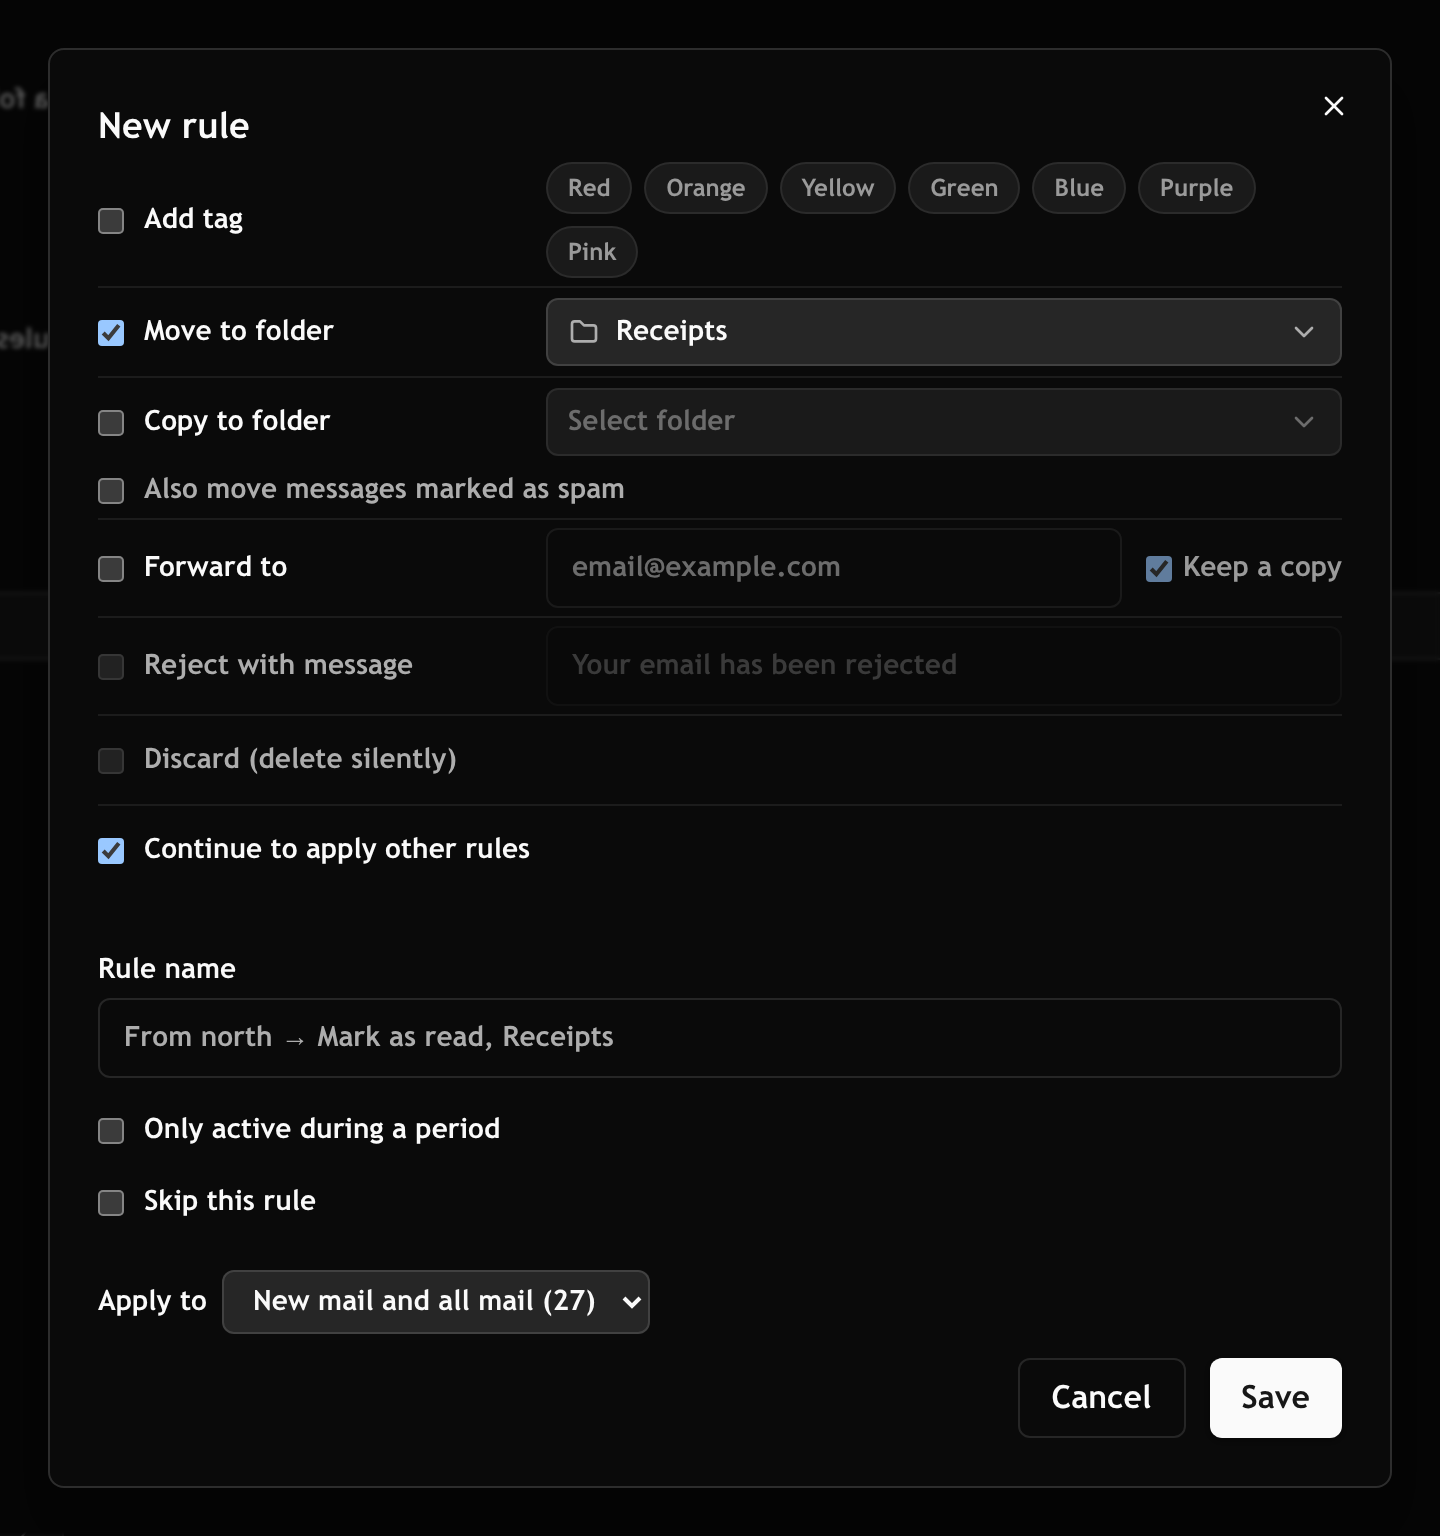 New rule
Add tag
Red Orange Yellow Green Blue Purple
Pink
Move to folder Receipts
Copy to folder Select folder
Also move messages marked as spam
Forward to email@example.com Keep a copy
Reject with message Your email has been rejected
Discard (delete silently)
Continue to apply other rules
Rule name
From north → Mark as read, Receipts
Only active during a period
Skip this rule
Apply to New mail and all mail (27)
Cancel Save